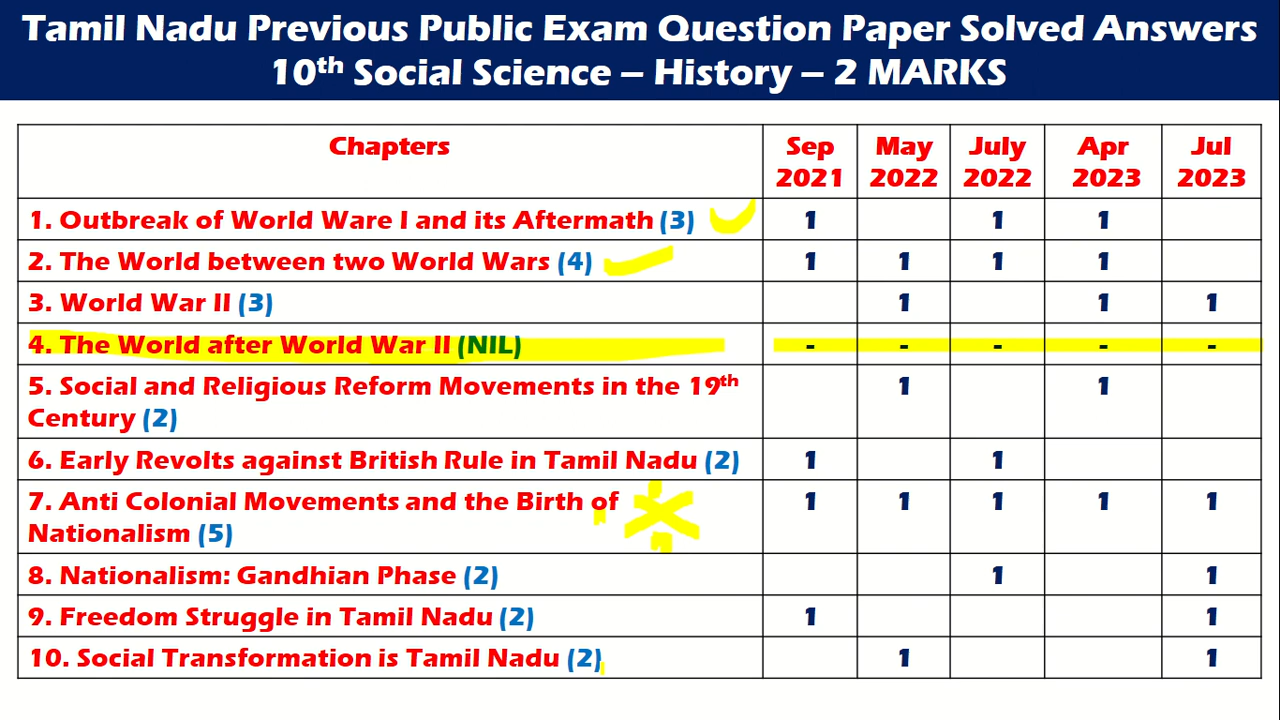 Tamil Nadu Previous Public Exam Question Paper Solved Answers
10th Social Science – History – 2 MARKS
Chapters Sep 2021 May 2022 July 2022 Apr 2023 Jul 2023
1. Outbreak of World Ware I and its Aftermath (3) 1 1 1
2. The World between two World Wars (4) 1 1 1 1
3. World War II (3) 1 1 1
4. The World after World War II (NIL) - - - - -
5. Social and Religious Reform Movements in the 19th
Century (2) 1 1
6. Early Revolts against British Rule in Tamil Nadu (2) 1 1
7. Anti Colonial Movements and the Birth of
Nationalism (5) 1 1 1 1 1
8. Nationalism: Gandhian Phase (2) 1 1
9. Freedom Struggle in Tamil Nadu (2) 1 1
10. Social Transformation is Tamil Nadu (2) 1 1